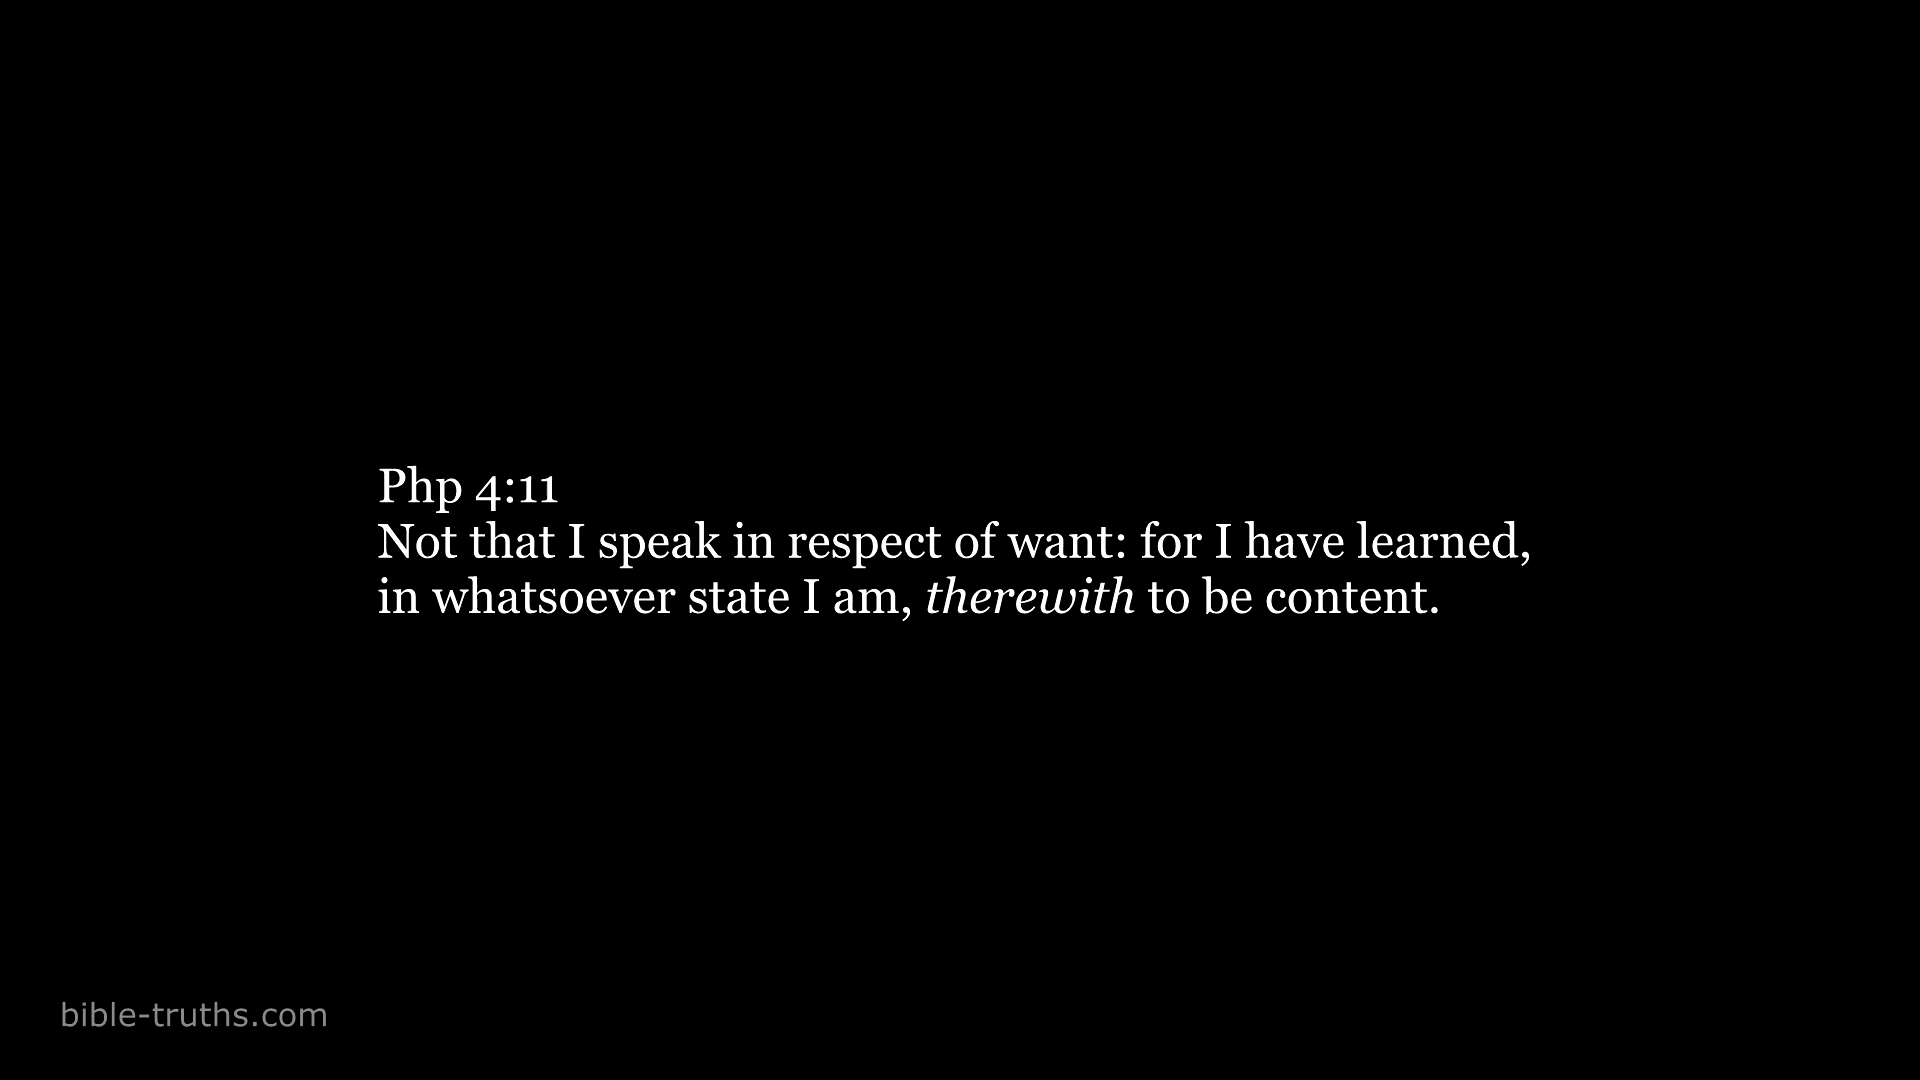 Php 4:11
Not that I speak in respect of want: for I have learned,
in whatsoever state I am, therewith to be content.
bible-truths.com